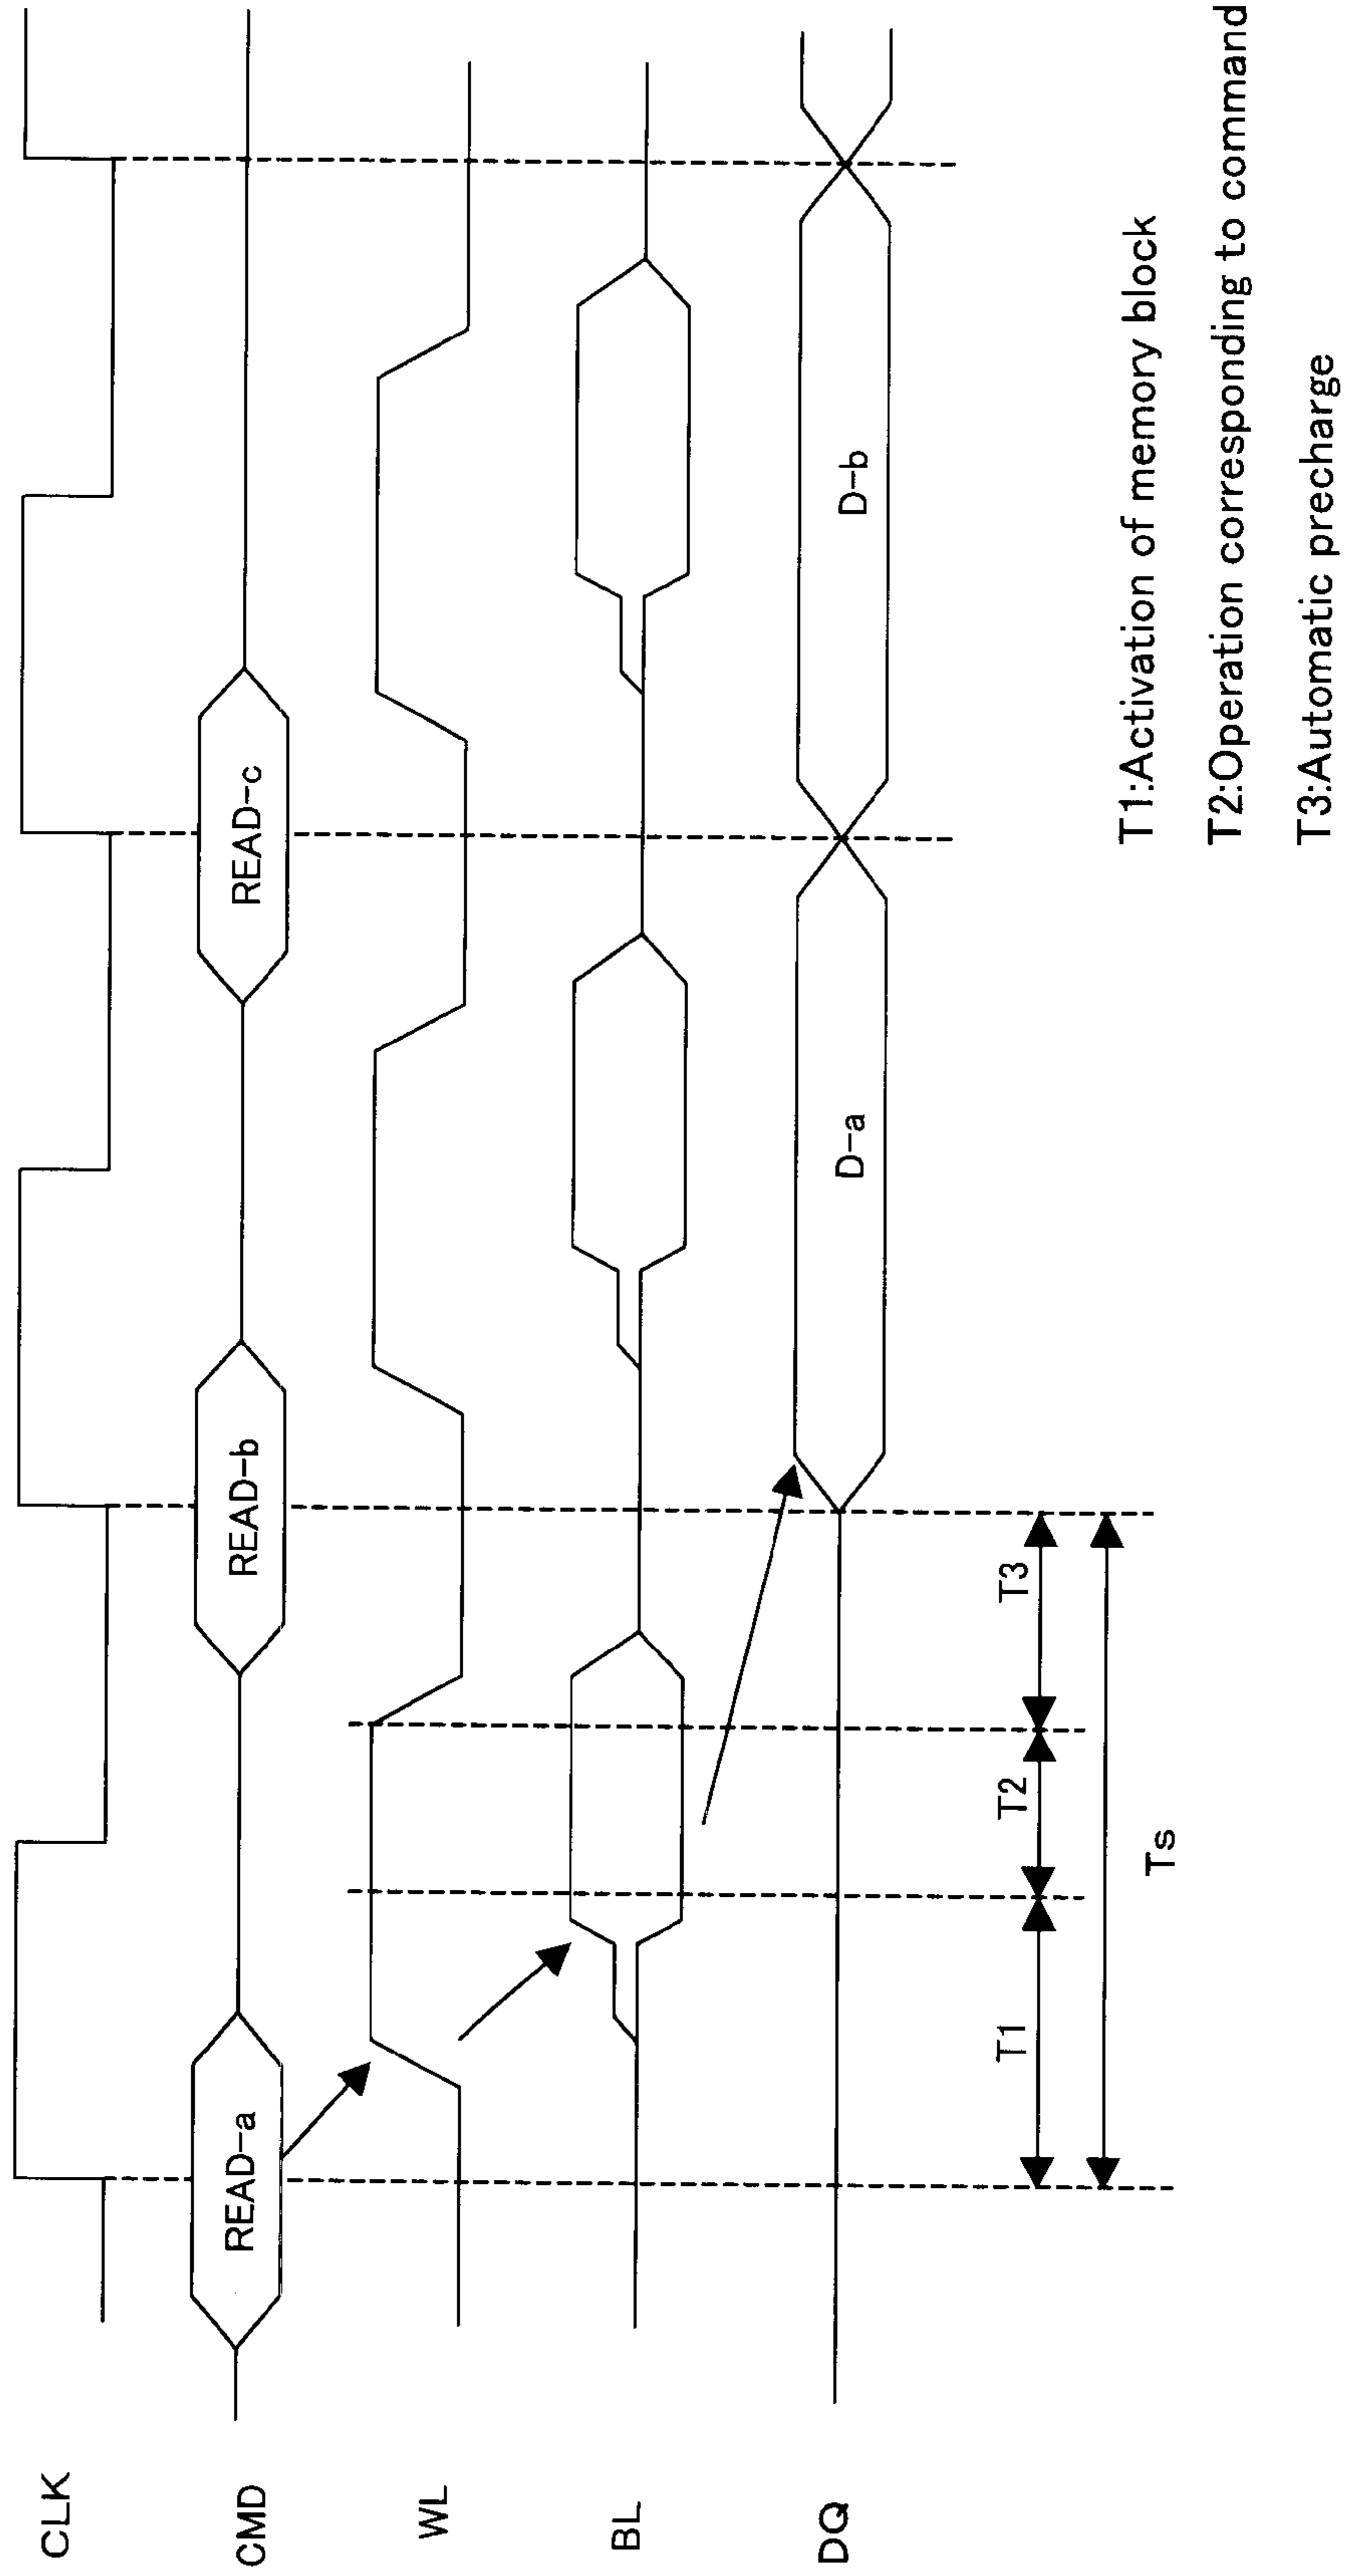 CLK
CMD
READ-a
READ-b
READ-c
WL
BL
DQ
D-a
D-b
T1
T2
T3
Ts
T1:Activation of memory block
T2:Operation corresponding to command
T3:Automatic precharge